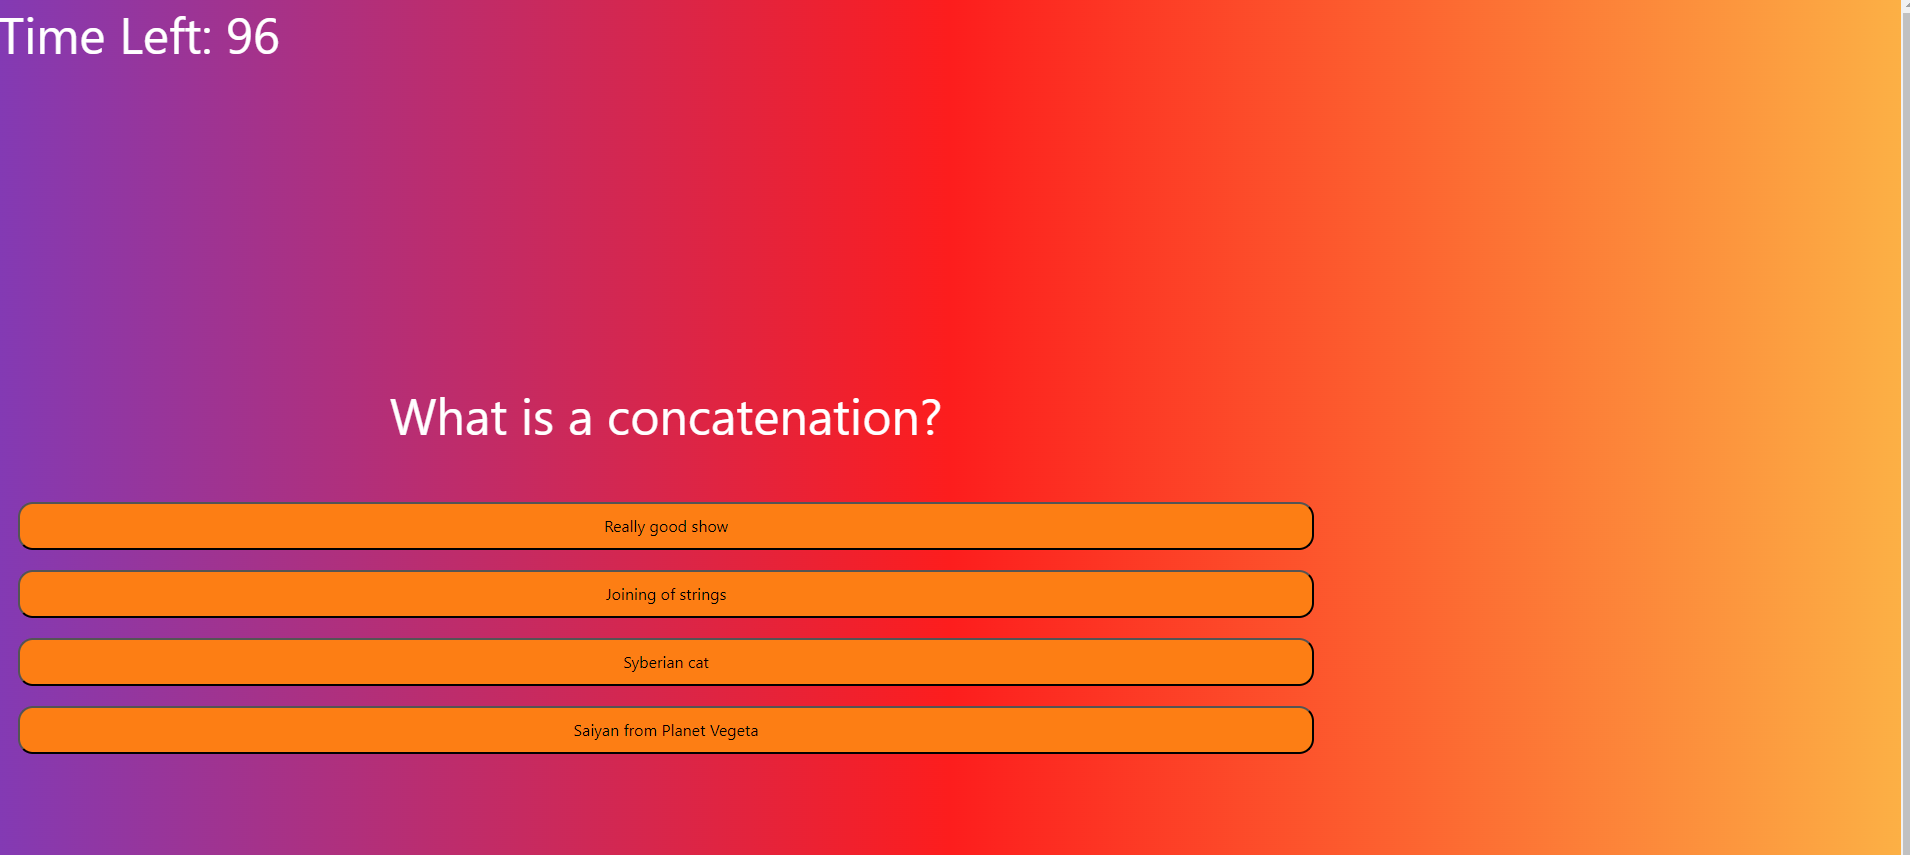 Time Left: 96
What is a concatenation?
Really good show
Joining of strings
Syberian cat
Saiyan from Planet Vegeta